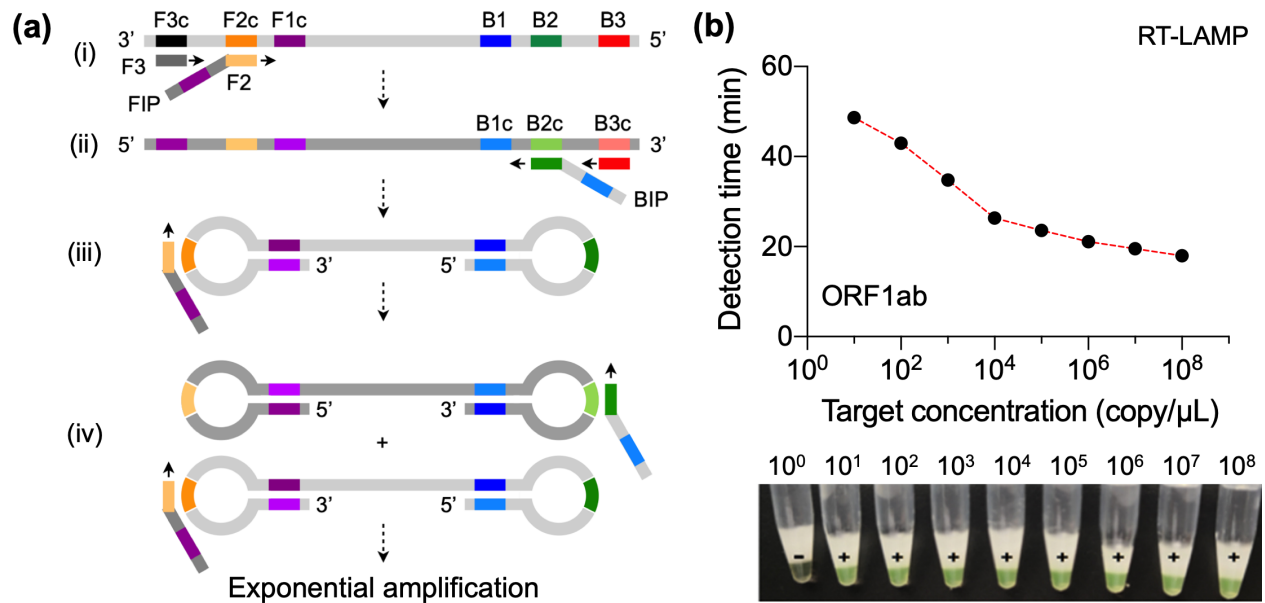 (a)
F3c F2c F1c B1 B2 B3
3’ 5’
(i)
F3 F2
FIP
B1c B2c B3c
(ii) 5’ 3’
BIP
(iii)
3’ 5’
5’ 3’
(iv) +
3’ 5’
Exponential amplification
(b)
RT-LAMP
Detection time (min)
60
40
20
0
ORF1ab
10⁰ 10² 10⁴ 10⁶ 10⁸
Target concentration (copy/µL)
10⁰ 10¹ 10² 10³ 10⁴ 10⁵ 10⁶ 10⁷ 10⁸
- + + + + + + + +